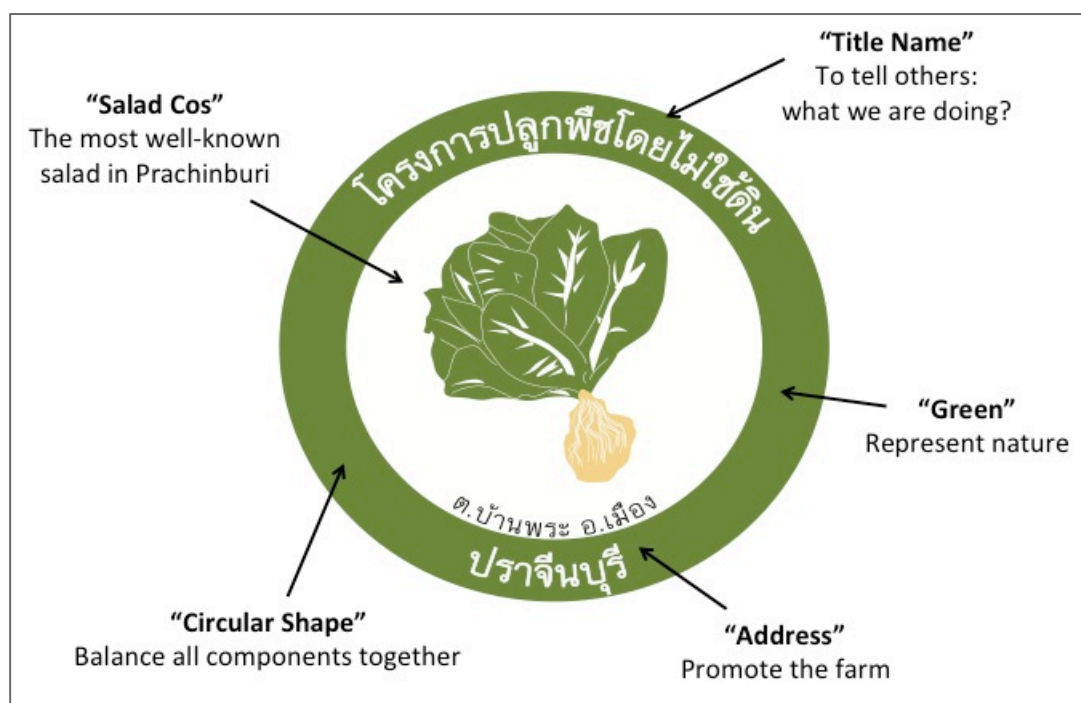 “Title Name”
To tell others:
what we are doing?
“Salad Cos”
The most well-known
salad in Prachinburi
โครงการปลูกพืชโดยไม่ใช้ดิน
“Green”
Represent nature
ต.บ้านพระ อ.เมือง
ปราจีนบุรี
“Circular Shape”
Balance all components together
“Address”
Promote the farm